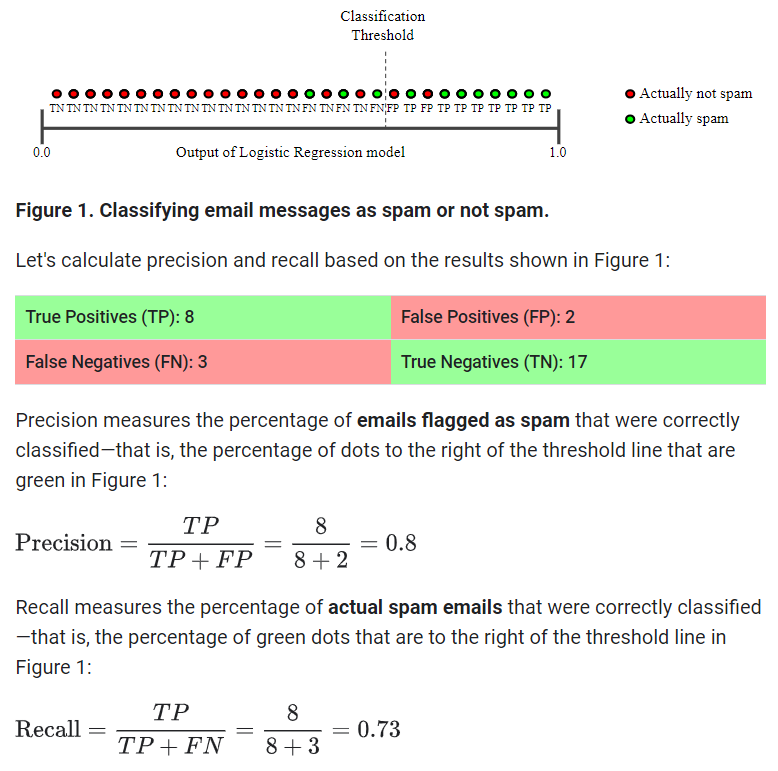 Classification
Threshold
TN TN TN TN TN TN TN TN TN TN TN TN TN TN TN FN TN FN TN FN FP TP FP TP TP TP TP TP TP TP
Actually not spam
Actually spam
0.0 Output of Logistic Regression model 1.0
Figure 1. Classifying email messages as spam or not spam.
Let's calculate precision and recall based on the results shown in Figure 1:
True Positives (TP): 8 False Positives (FP): 2
False Negatives (FN): 3 True Negatives (TN): 17
Precision measures the percentage of emails flagged as spam that were correctly
classified—that is, the percentage of dots to the right of the threshold line that are
green in Figure 1:
Precision = TP / (TP + FP) = 8 / (8 + 2) = 0.8
Recall measures the percentage of actual spam emails that were correctly classified
—that is, the percentage of green dots that are to the right of the threshold line in
Figure 1:
Recall = TP / (TP + FN) = 8 / (8 + 3) = 0.73